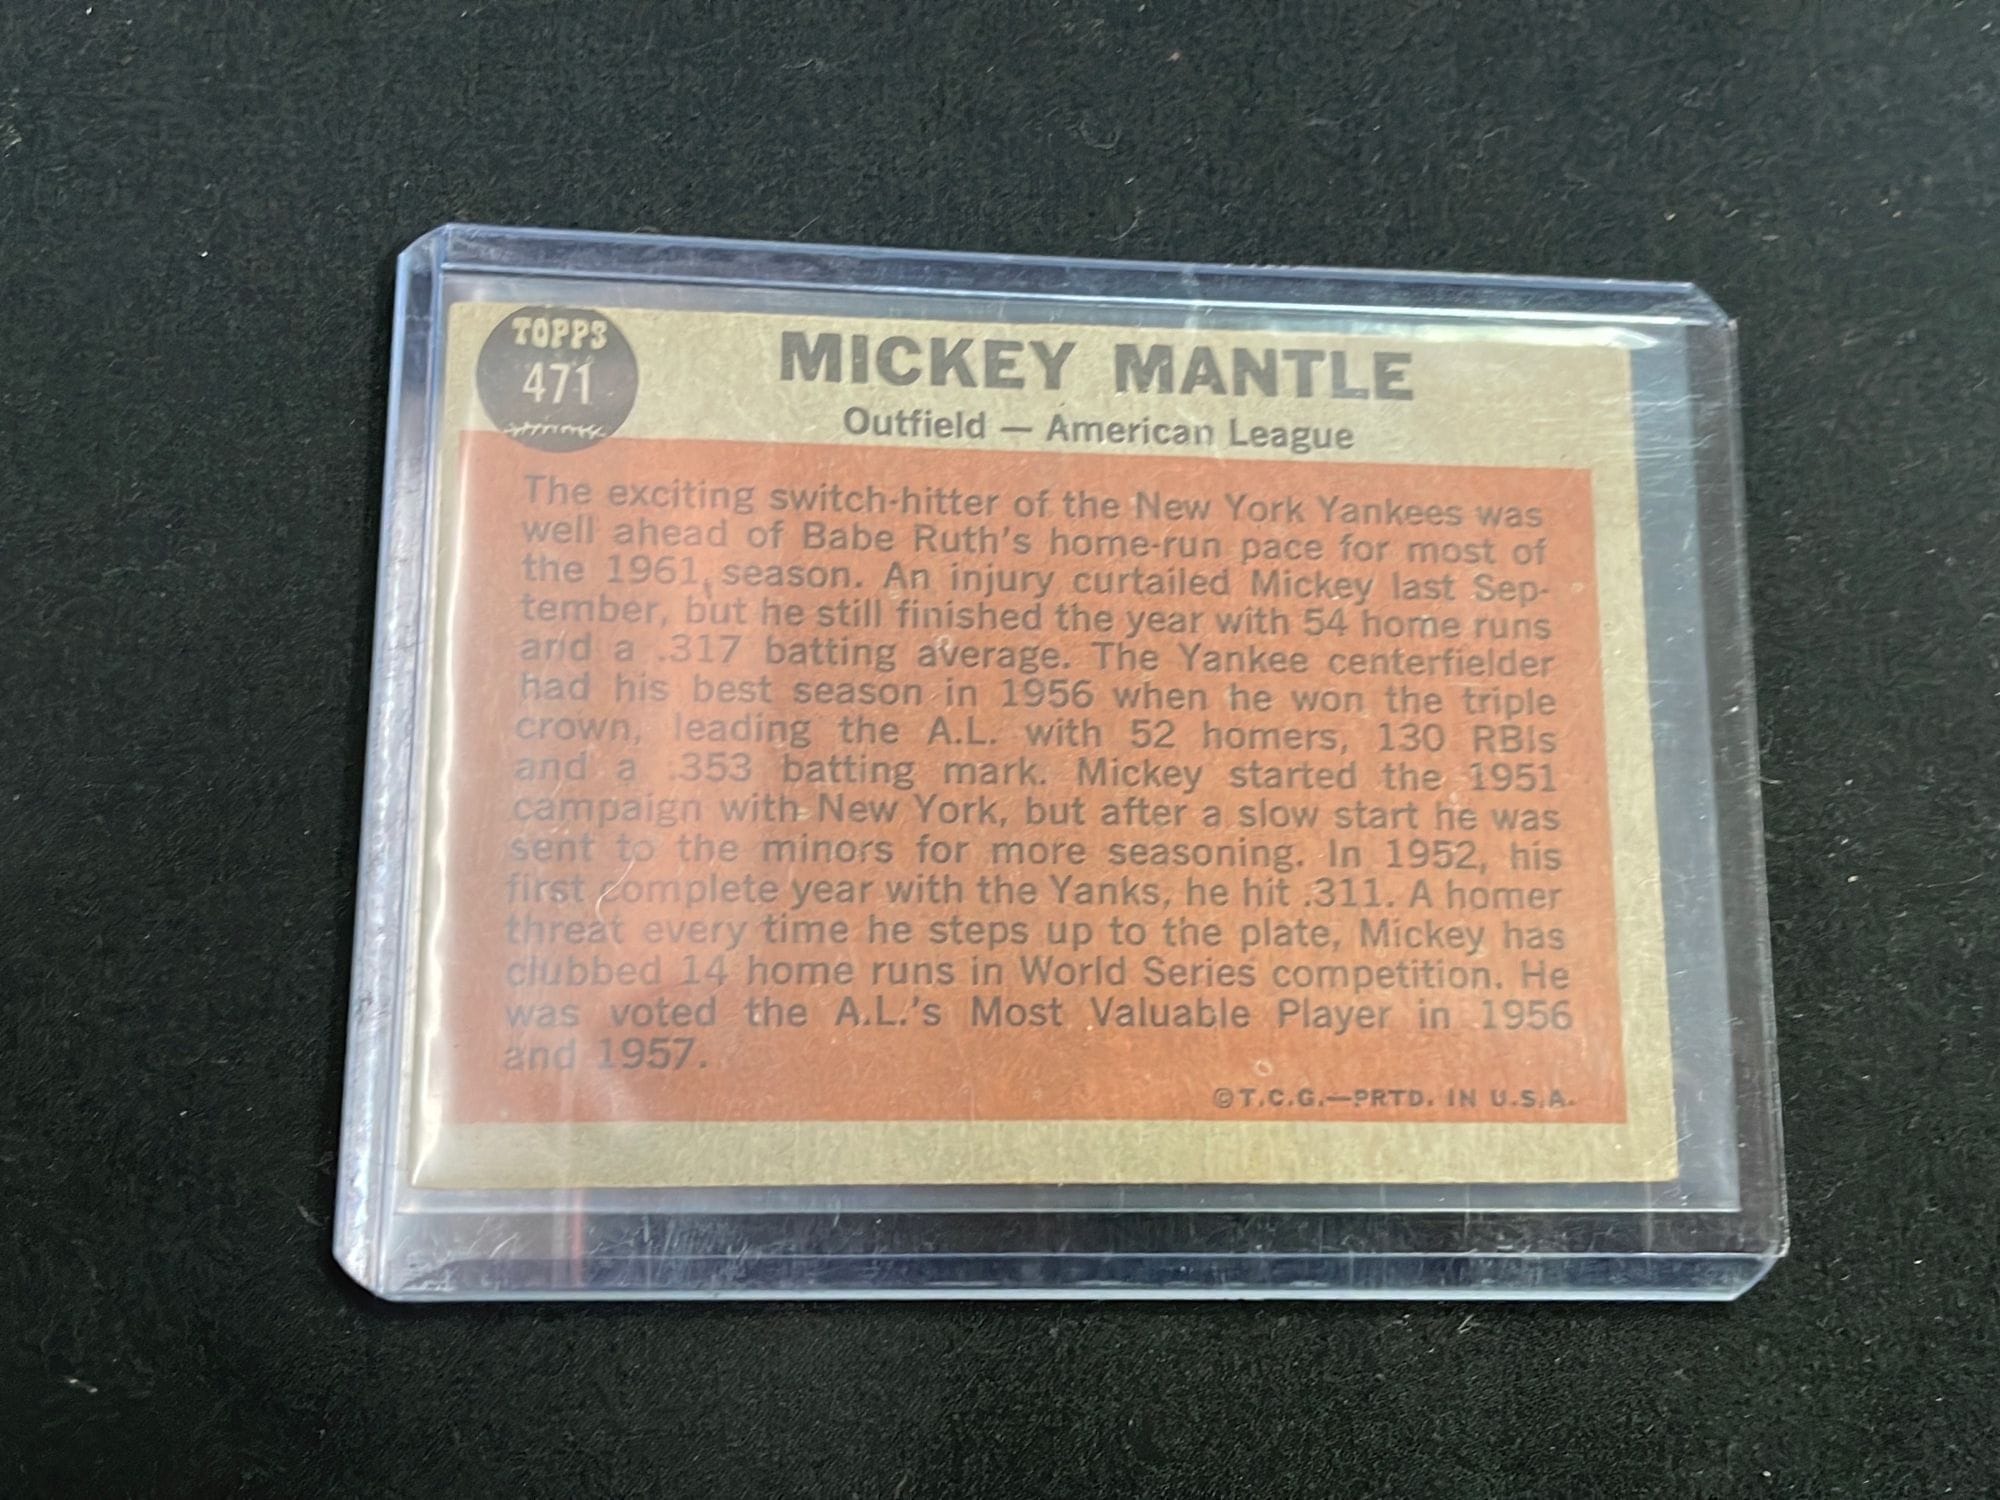 TOPPS
471
MICKEY MANTLE
Outfield — American League
The exciting switch-hitter of the New York Yankees was
well ahead of Babe Ruth's home-run pace for most of
the 1961 season. An injury curtailed Mickey last Sep-
tember, but he still finished the year with 54 home runs
and a .317 batting average. The Yankee centerfielder
had his best season in 1956 when he won the triple
crown, leading the A.L. with 52 homers, 130 RBIs
and a .353 batting mark. Mickey started the 1951
campaign with New York, but after a slow start he was
sent to the minors for more seasoning. In 1952, his
first complete year with the Yanks, he hit .311. A homer
threat every time he steps up to the plate, Mickey has
clubbed 14 home runs in World Series competition. He
was voted the A.L.'s Most Valuable Player in 1956
and 1957.
©T.C.G.—PRTD. IN U.S.A.